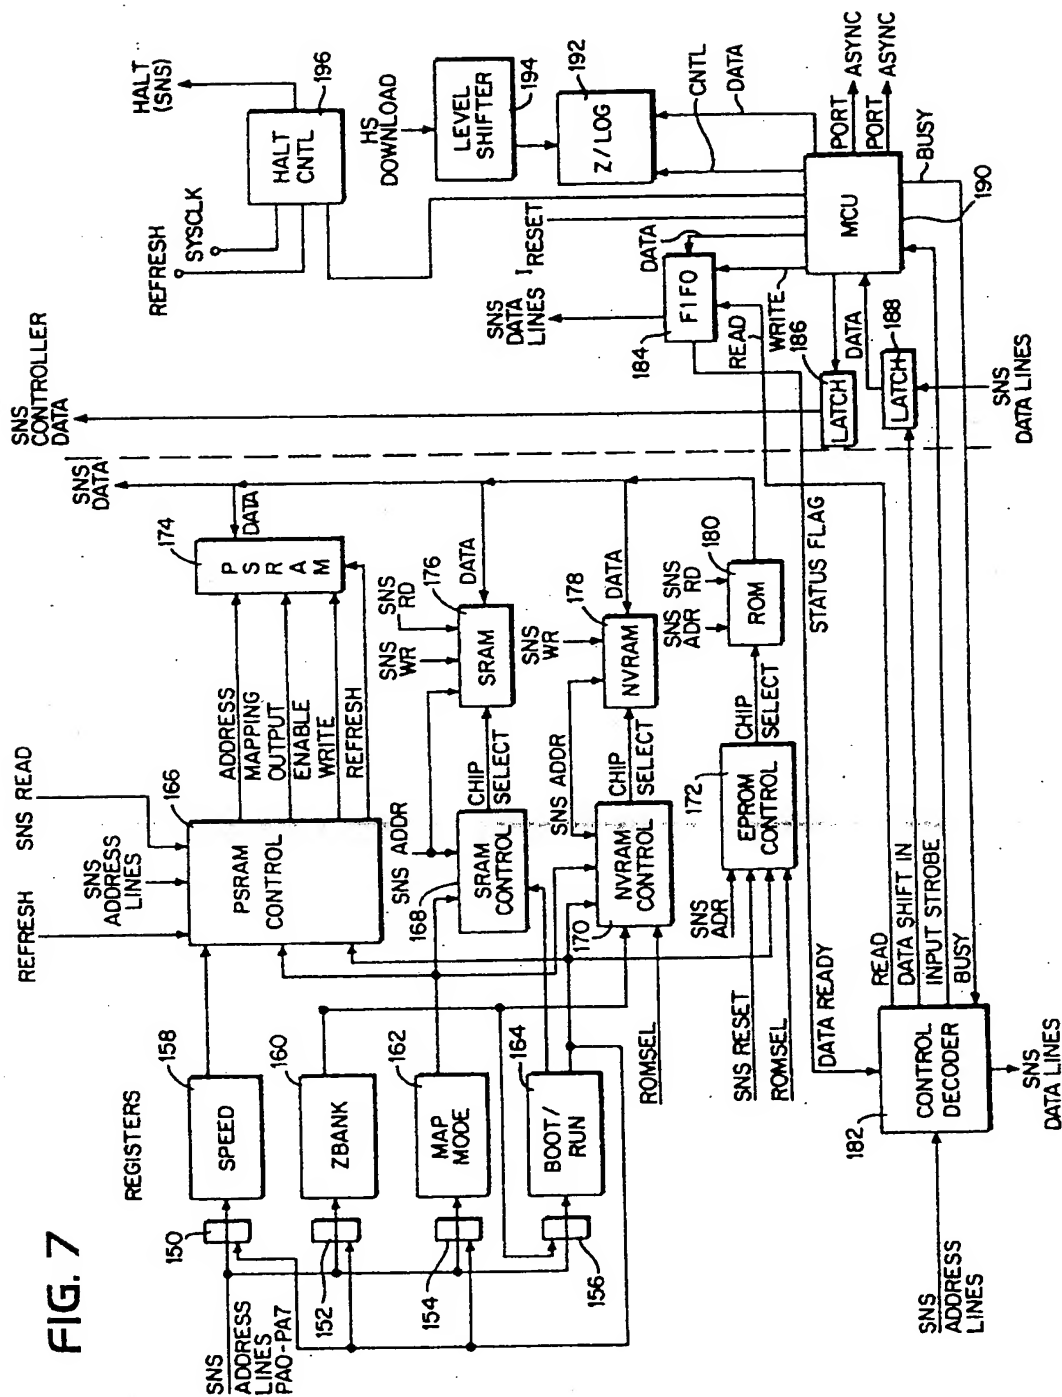 FIG. 7
SNS
ADDRESS
LINES
PAO-PA7
150
152
154
156
REGISTERS
158
SPEED
160
ZBANK
162
MAP
MODE
164
BOOT/
RUN
REFRESH
SNS READ
SNS
ADDRESS
LINES
166
PSRAM
CONTROL
ADDRESS
MAPPING
OUTPUT
ENABLE
WRITE
REFRESH
174
PSRAM
DATA
SNS
DATA
SNS ADDR
168
SRAM
CONTROL
CHIP
SELECT
SNS
WR
SNS
RD
176
SRAM
DATA
ROMSEL
170
NVRAM
CONTROL
SNS ADDR
CHIP
SELECT
SNS
WR
178
NVRAM
DATA
SNS
ADR
SNS RESET
ROMSEL
172
EPROM
CONTROL
CHIP
SELECT
SNS
ADR
SNS
RD
180
ROM
SNS
ADDRESS
LINES
182
CONTROL
DECODER
SNS
DATA LINES
DATA READY
STATUS FLAG
READ
DATA SHIFT IN
INPUT STROBE
BUSY
SNS
CONTROLLER
DATA
REFRESH
SYSCLK
HALT
CNTL
196
HALT
(SNS)
HS
DOWNLOAD
LEVEL
SHIFTER
194
Z/LOG
192
CNTL
DATA
SNS
DATA
LINES
RESET
DATA
184
FIFO
READ
WRITE
186
LATCH
DATA
188
LATCH
SNS
DATA LINES
MCU
190
PORT
ASYNC
PORT
ASYNC
BUSY